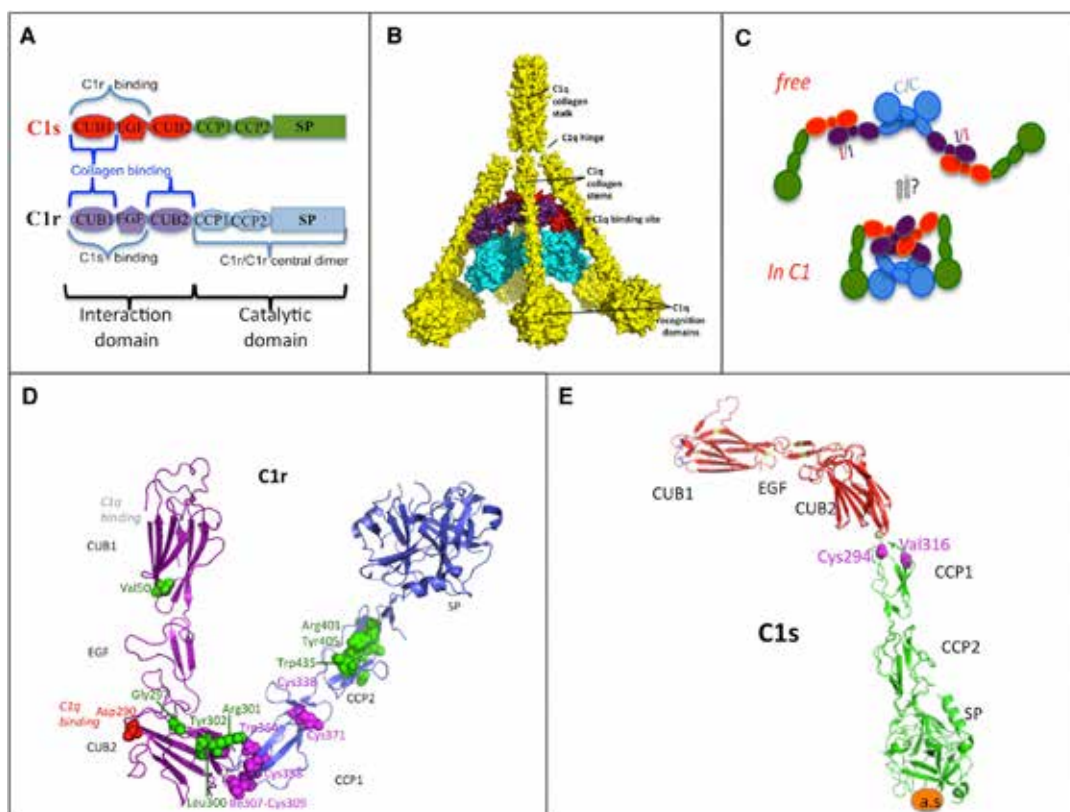 A
C1r binding
C1s
CUB1 EGF CUB2 CCP1 CCP2 SP
Collagen binding
C1r
CUB1 EGF CUB2 CCP1 CCP2 SP
C1s binding
C1r/C1r central dimer
Interaction
domain
Catalytic
domain
B
C1q
collagen
stalk
C1q hinge
C1q
collagen
stems
C1q binding site
C1q
recognition
domains
C
free
C/C
I/I
I/I
?
In C1
D
C1r
C1q
binding
CUB1
Val50
EGF
C1q
binding
Asp290
CUB2
Tyr302
Arg301
Leu300
Ile307-Cys309
Cys338
Cys371
CCP1
Arg401
Tyr405
Trp435
CCP2
SP
E
CUB1
EGF
CUB2
Cys294
Val316
CCP1
C1s
CCP2
SP
a.s